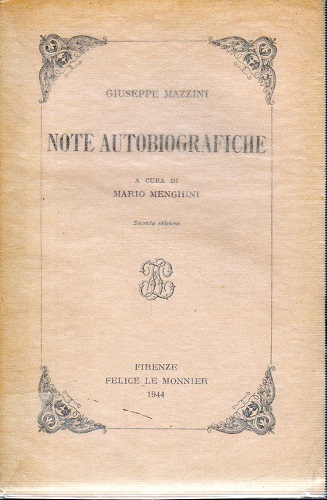 GIUSEPPE MAZZINI
NOTE AUTOBIOGRAFICHE
A CURA DI
MARIO MENGHINI
Seconda edizione
FIRENZE
FELICE LE MONNIER
1944